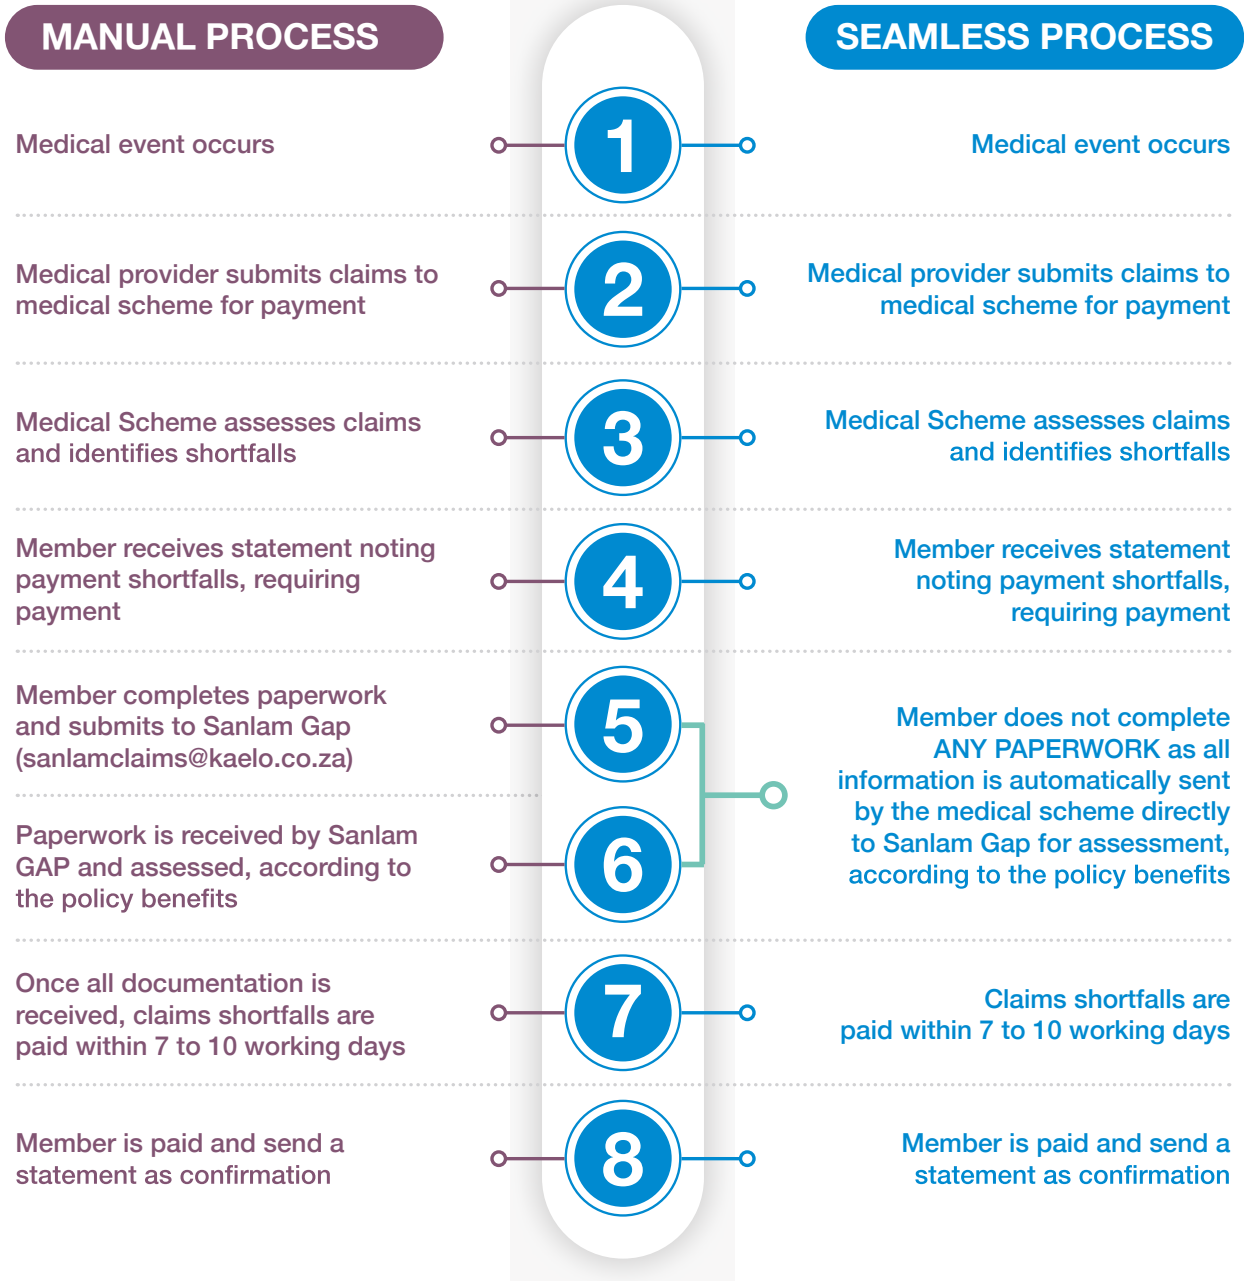 MANUAL PROCESS
SEAMLESS PROCESS
Medical event occurs
1
Medical event occurs
Medical provider submits claims to
medical scheme for payment
2
Medical provider submits claims to
medical scheme for payment
Medical Scheme assesses claims
and identifies shortfalls
3
Medical Scheme assesses claims
and identifies shortfalls
Member receives statement noting
payment shortfalls, requiring
payment
4
Member receives statement
noting payment shortfalls,
requiring payment
Member completes paperwork
and submits to Sanlam Gap
(sanlamclaims@kaelo.co.za)
5
Paperwork is received by Sanlam
GAP and assessed, according to
the policy benefits
6
Member does not complete
ANY PAPERWORK as all
information is automatically sent
by the medical scheme directly
to Sanlam Gap for assessment,
according to the policy benefits
Once all documentation is
received, claims shortfalls are
paid within 7 to 10 working days
7
Claims shortfalls are
paid within 7 to 10 working days
Member is paid and send a
statement as confirmation
8
Member is paid and send a
statement as confirmation